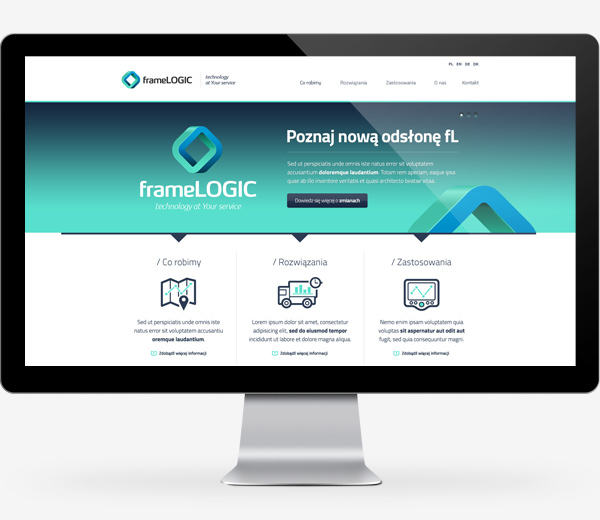 PL EN DE DR
frameLOGIC
technology
at Your service
Co robimy
Rozwiązania
Zastosowania
O nas
Kontakt
Poznaj nową odsłonę fL
Sed ut perspiciatis unde omnis iste natus error sit voluptatem
accusantum doloremque laudantium. Totam rem aperiam, eaque ipsa
quae ab illo inventore veritatis et quasi architecto beatae vitae.
Dowiedz się więcej o zmianach
frameLOGIC
technology at Your service
/ Co robimy
Sed ut perspiciatis unde omnis iste
natus error sit voluptatem accusantiu
oremque laudantium.
Zdobądź więcej informacji
/ Rozwiązania
Lorem ipsum dolor sit amet, consectetur
adipisicing elit, sed do eiusmod tempor
incididunt ut labore et dolore magna aliqua.
Zdobądź więcej informacji
/ Zastosowania
Nemo enim ipsam voluptatem quia
voluptas sit aspernatur aut odit aut
fugit, sed quia consequuntur magni.
Zdobądź więcej informacji